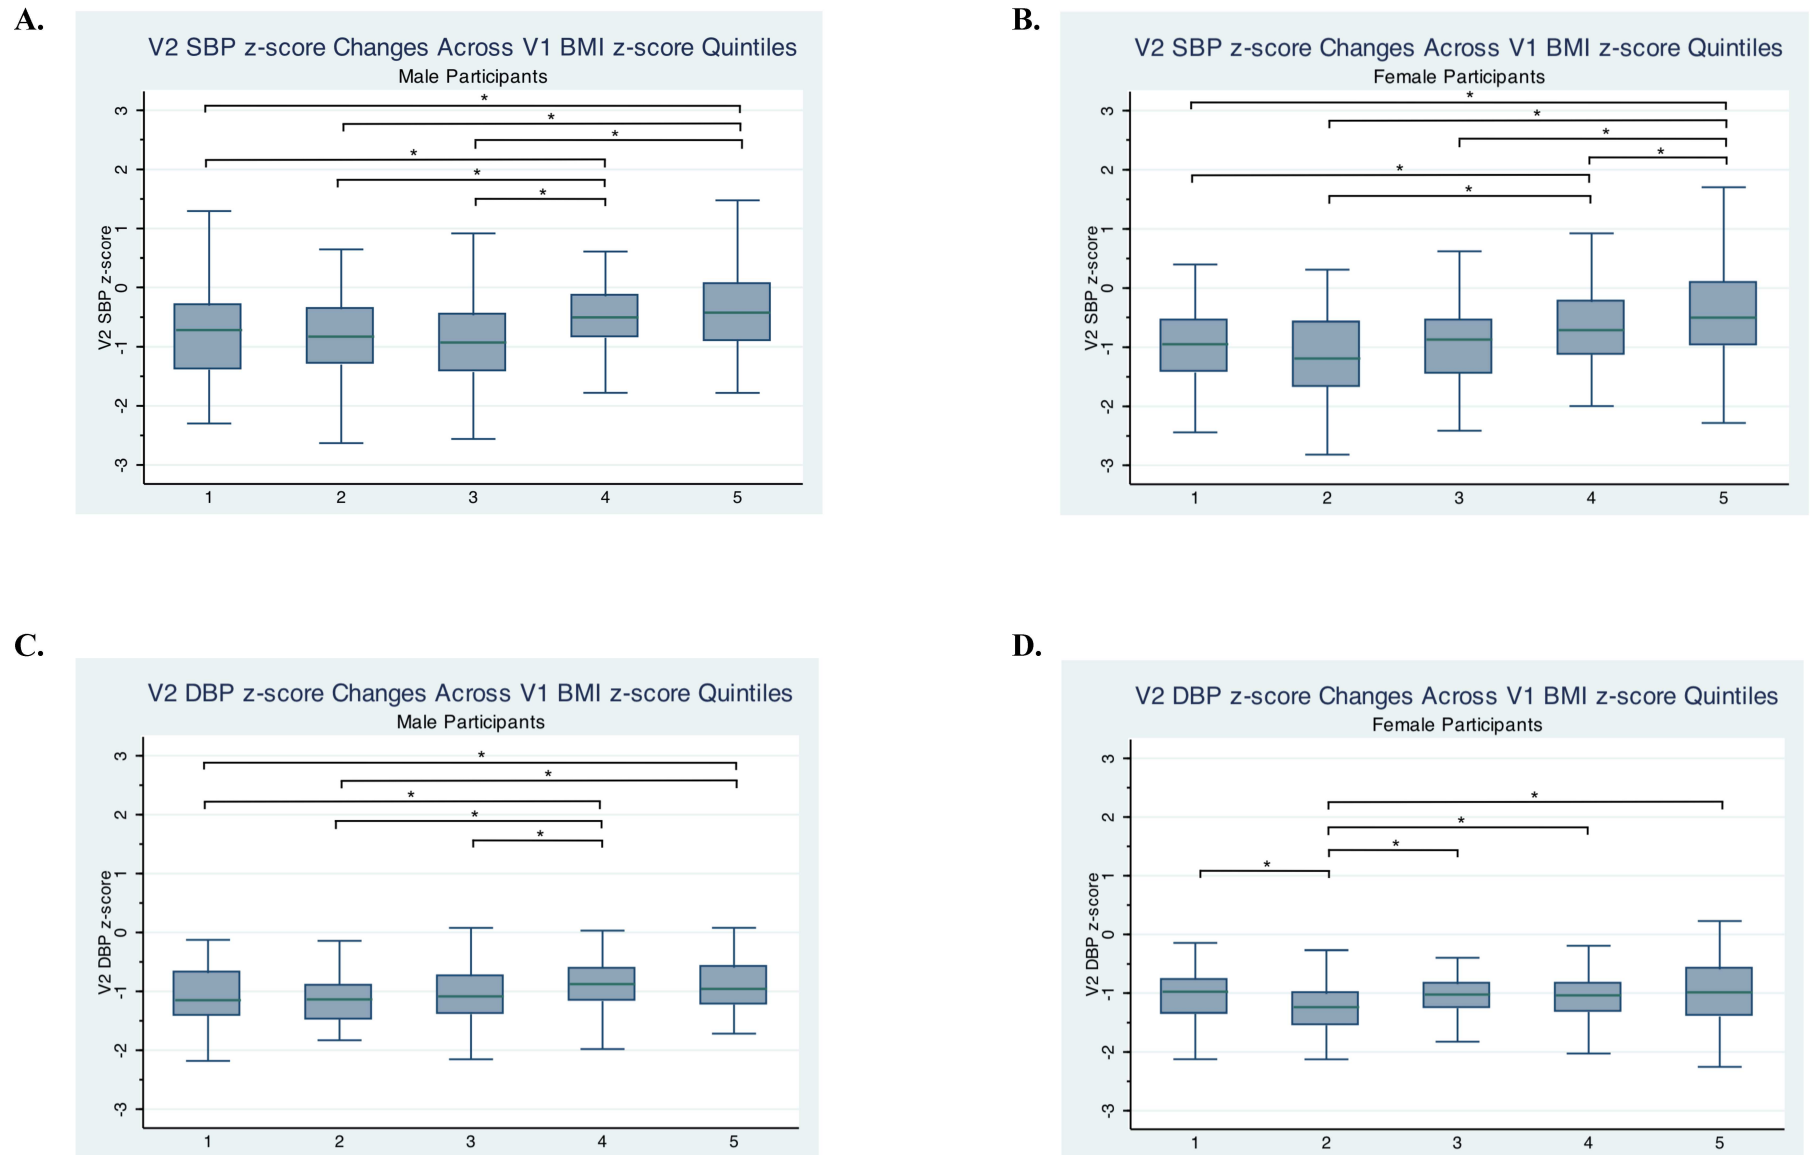 A.
V2 SBP z-score Changes Across V1 BMI z-score Quintiles
Male Participants
V2 SBP z-score
3
2
1
0
-1
-2
-3
* * * * * *
1 2 3 4 5
B.
V2 SBP z-score Changes Across V1 BMI z-score Quintiles
Female Participants
V2 SBP z-score
3
2
1
0
-1
-2
-3
* * * * * *
1 2 3 4 5
C.
V2 DBP z-score Changes Across V1 BMI z-score Quintiles
Male Participants
V2 DBP z-score
3
2
1
0
-1
-2
-3
* * * * *
1 2 3 4 5
D.
V2 DBP z-score Changes Across V1 BMI z-score Quintiles
Female Participants
V2 DBP z-score
3
2
1
0
-1
-2
-3
* * * *
1 2 3 4 5